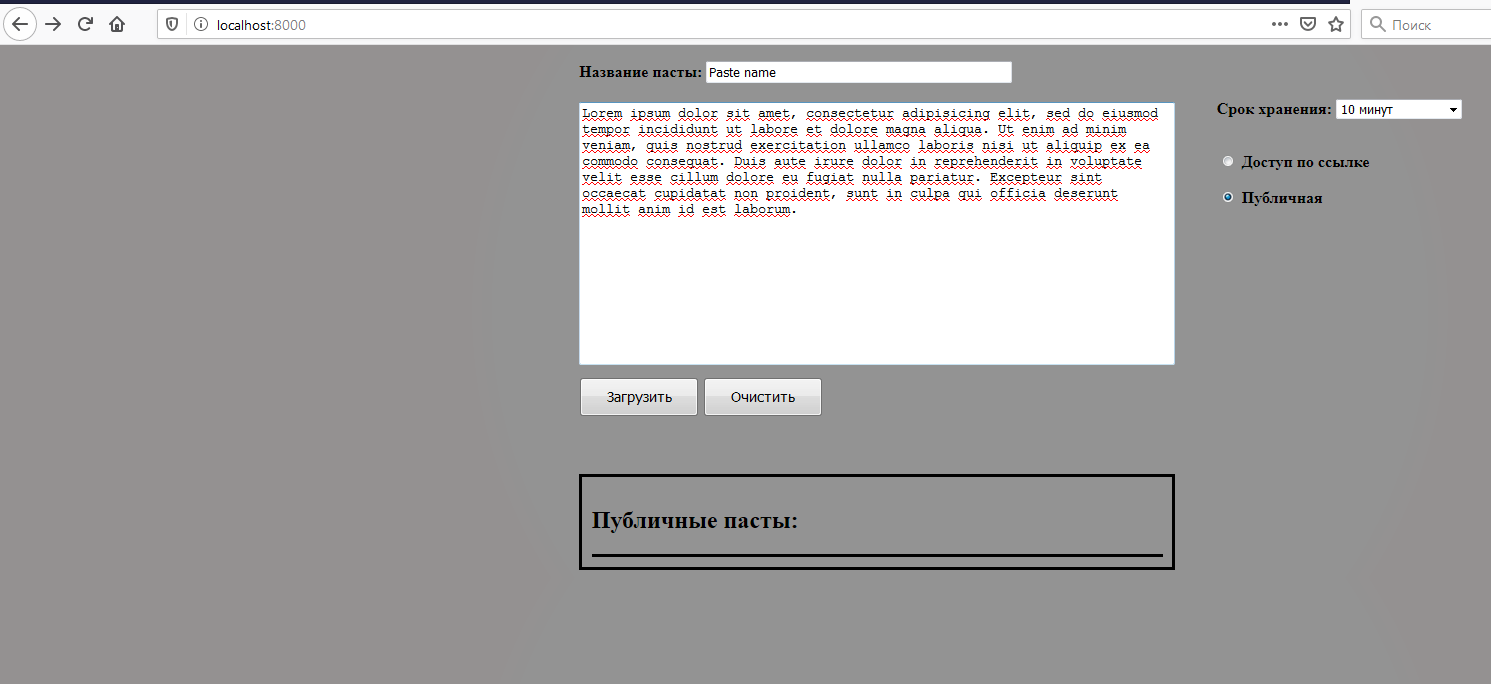 localhost:8000
Поиск
Название пасты: Paste name
Lorem ipsum dolor sit amet, consectetur adipisicing elit, sed do eiusmod
tempor incididunt ut labore et dolore magna aliqua. Ut enim ad minim
veniam, quis nostrud exercitation ullamco laboris nisi ut aliquip ex ea
commodo consequat. Duis aute irure dolor in reprehenderit in voluptate
velit esse cillum dolore eu fugiat nulla pariatur. Excepteur sint
occaecat cupidatat non proident, sunt in culpa qui officia deserunt
mollit anim id est laborum.
Срок хранения: 10 минут
Доступ по ссылке
Публичная
Загрузить
Очистить
Публичные пасты: